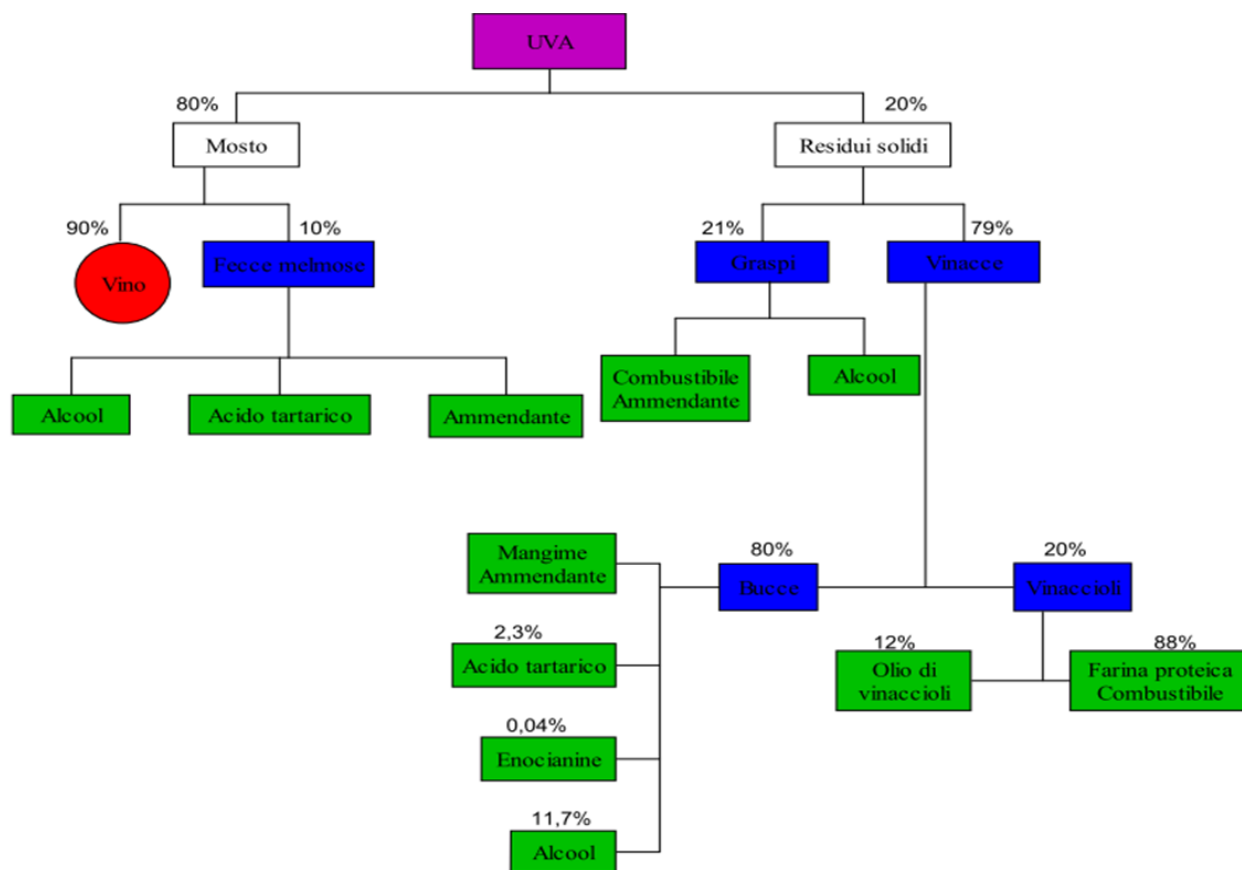 UVA
80%
20%
Mosto
Residui solidi
90%
10%
21%
79%
Vino
Fecce melmose
Graspi
Vinacce
Alcool
Acido tartarico
Ammendante
Combustibile
Ammendante
Alcool
Mangime
Ammendante
80%
20%
Bucce
Vinaccioli
2,3%
Acido tartarico
12%
Olio di
vinaccioli
88%
Farina proteica
Combustibile
0,04%
Enocianine
11,7%
Alcool